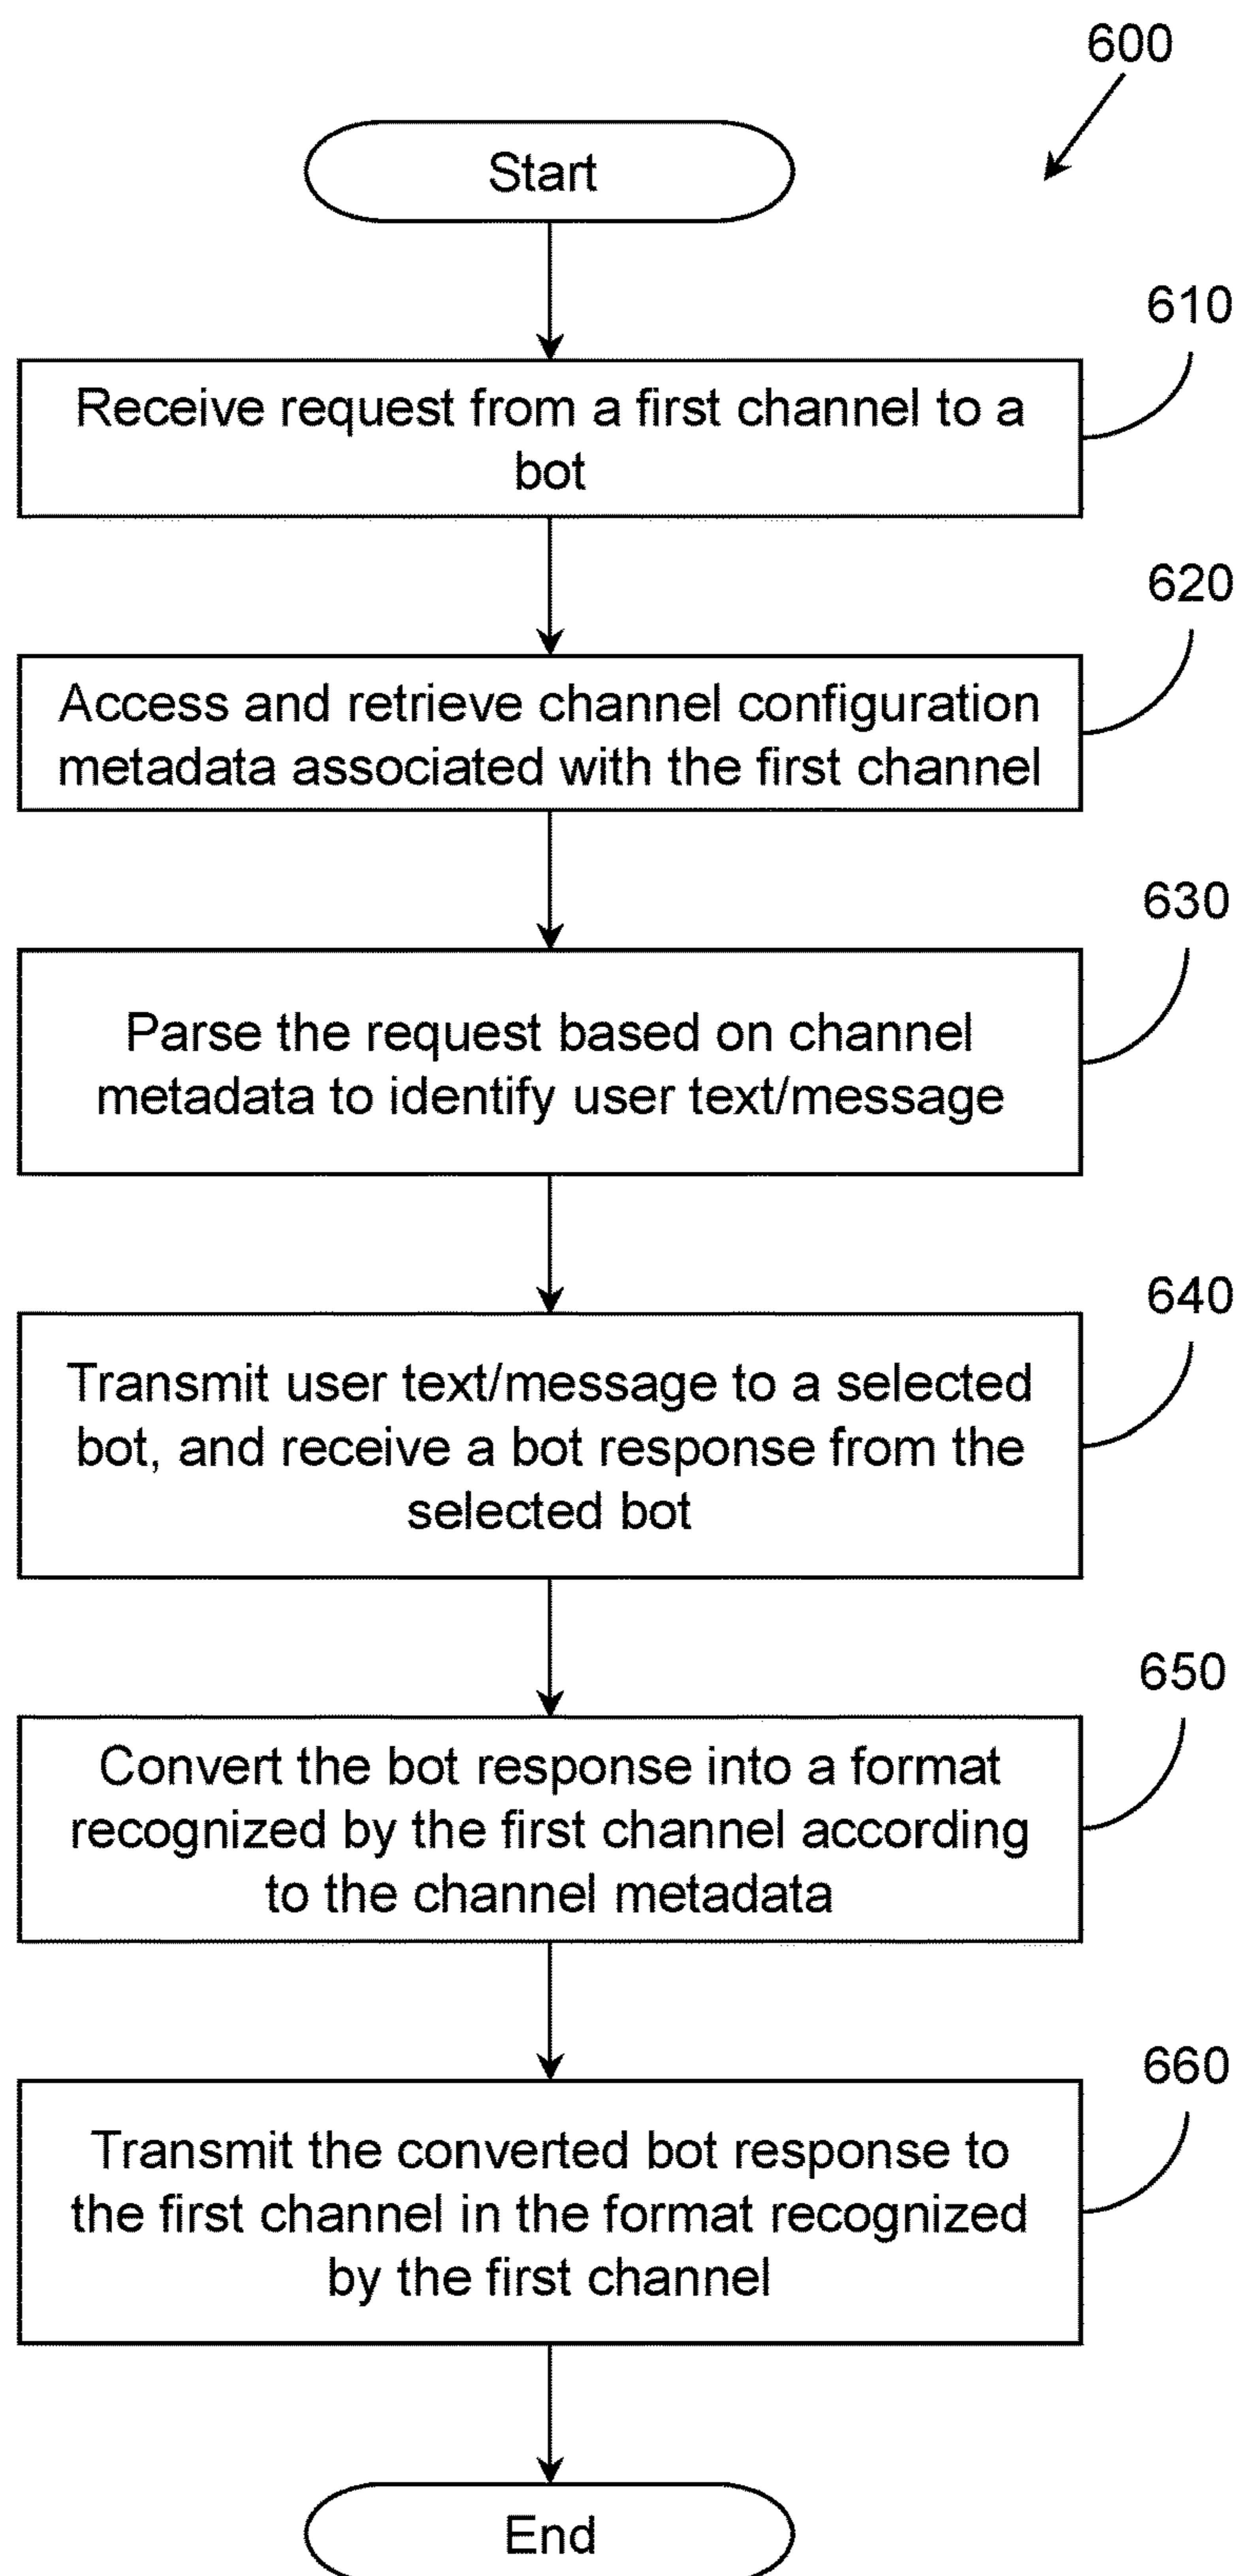 600
Start
610
Receive request from a first channel to a
bot
620
Access and retrieve channel configuration
metadata associated with the first channel
630
Parse the request based on channel
metadata to identify user text/message
640
Transmit user text/message to a selected
bot, and receive a bot response from the
selected bot
650
Convert the bot response into a format
recognized by the first channel according
to the channel metadata
660
Transmit the converted bot response to
the first channel in the format recognized
by the first channel
End